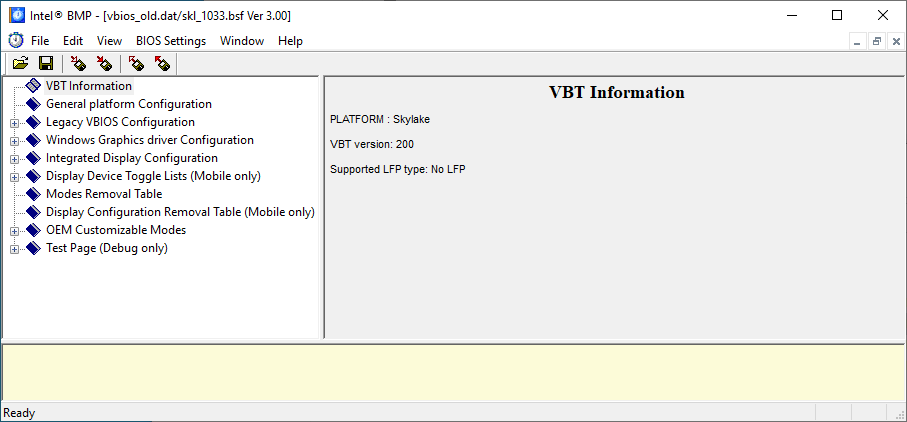 Intel® BMP - [vbios_old.dat/skl_1033.bsf Ver 3.00]
File Edit View BIOS Settings Window Help
VBT Information
General platform Configuration
Legacy VBIOS Configuration
Windows Graphics driver Configuration
Integrated Display Configuration
Display Device Toggle Lists (Mobile only)
Modes Removal Table
Display Configuration Removal Table (Mobile only)
OEM Customizable Modes
Test Page (Debug only)
VBT Information
PLATFORM : Skylake
VBT version: 200
Supported LFP type: No LFP
Ready